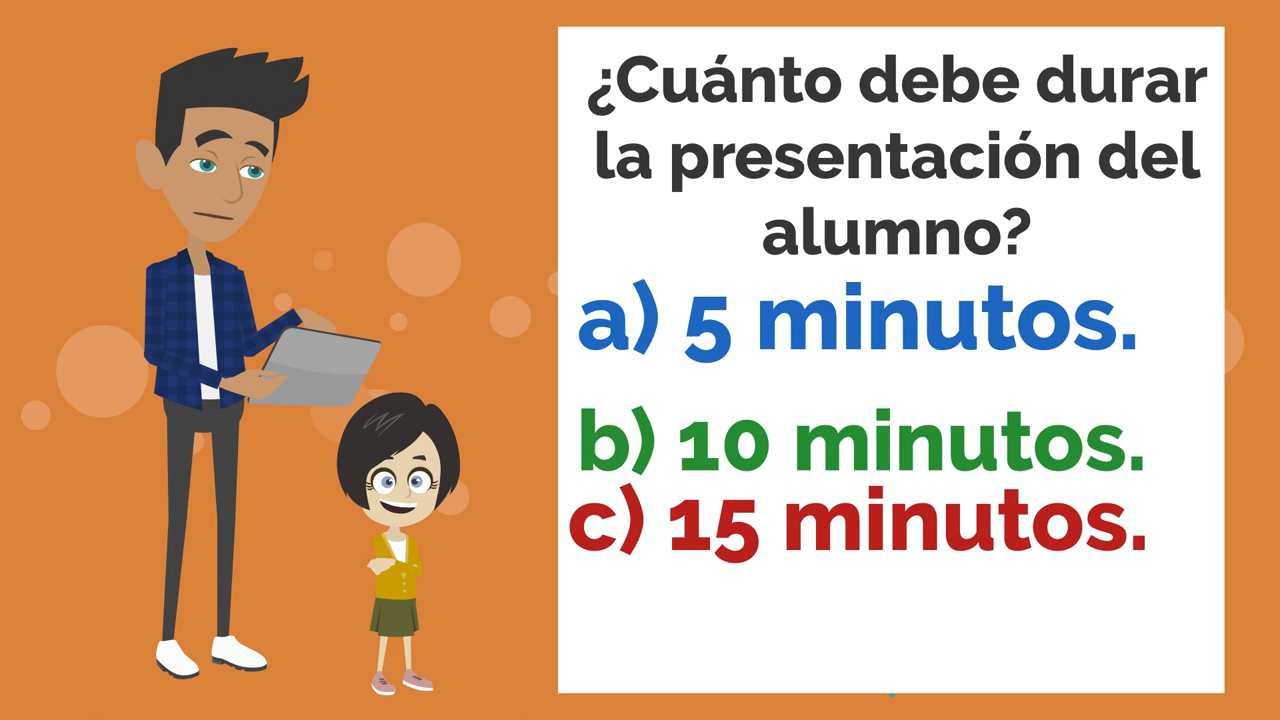 ¿Cuánto debe durar
la presentación del
alumno?
a) 5 minutos.
b) 10 minutos.
c) 15 minutos.